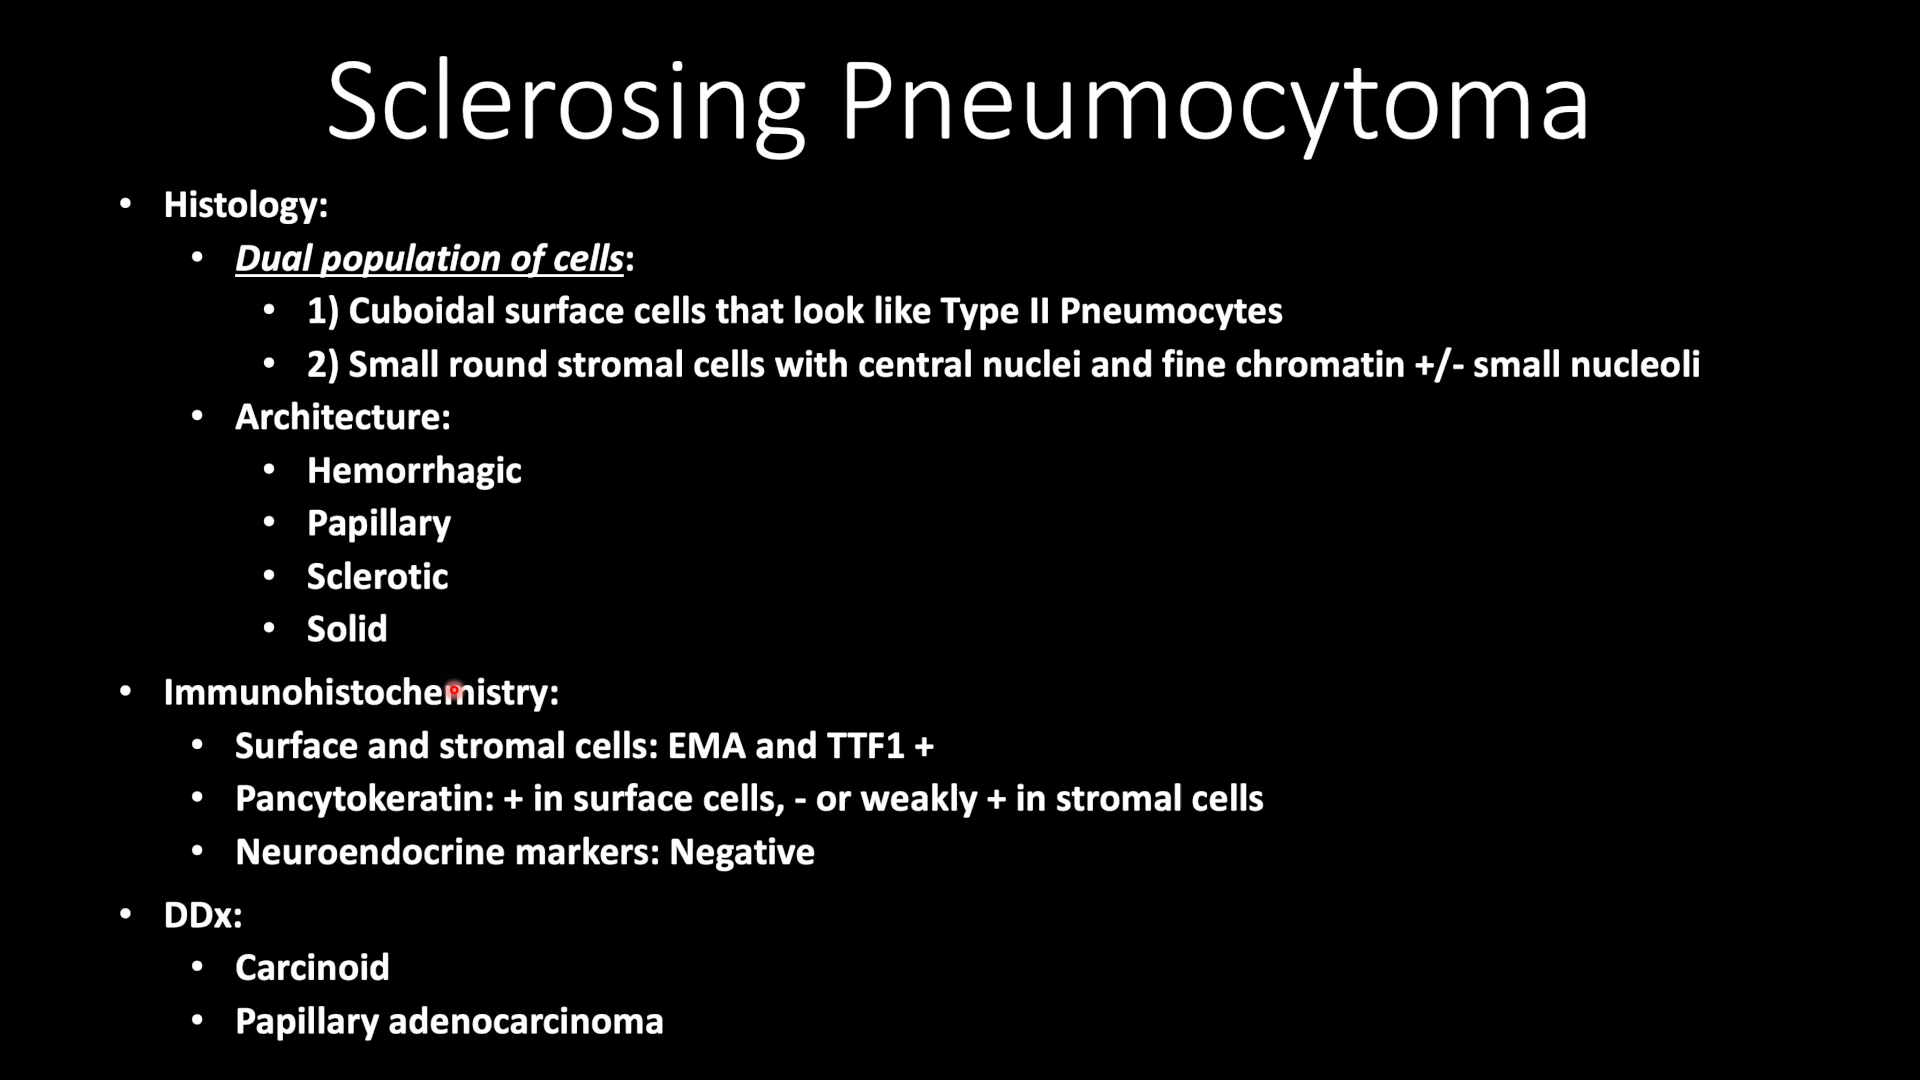 Sclerosing Pneumocytoma
• Histology:
• Dual population of cells:
• 1) Cuboidal surface cells that look like Type II Pneumocytes
• 2) Small round stromal cells with central nuclei and fine chromatin +/- small nucleoli
• Architecture:
• Hemorrhagic
• Papillary
• Sclerotic
• Solid
• Immunohistochemistry:
• Surface and stromal cells: EMA and TTF1 +
• Pancytokeratin: + in surface cells, - or weakly + in stromal cells
• Neuroendocrine markers: Negative
• DDx:
• Carcinoid
• Papillary adenocarcinoma